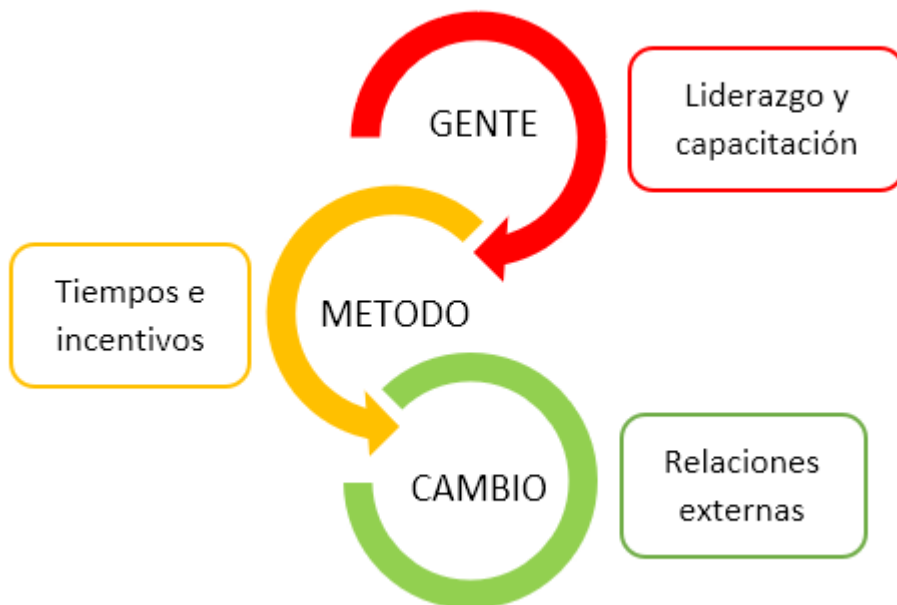 GENTE
Liderazgo y
capacitación
Tiempos e
incentivos
METODO
CAMBIO
Relaciones
externas